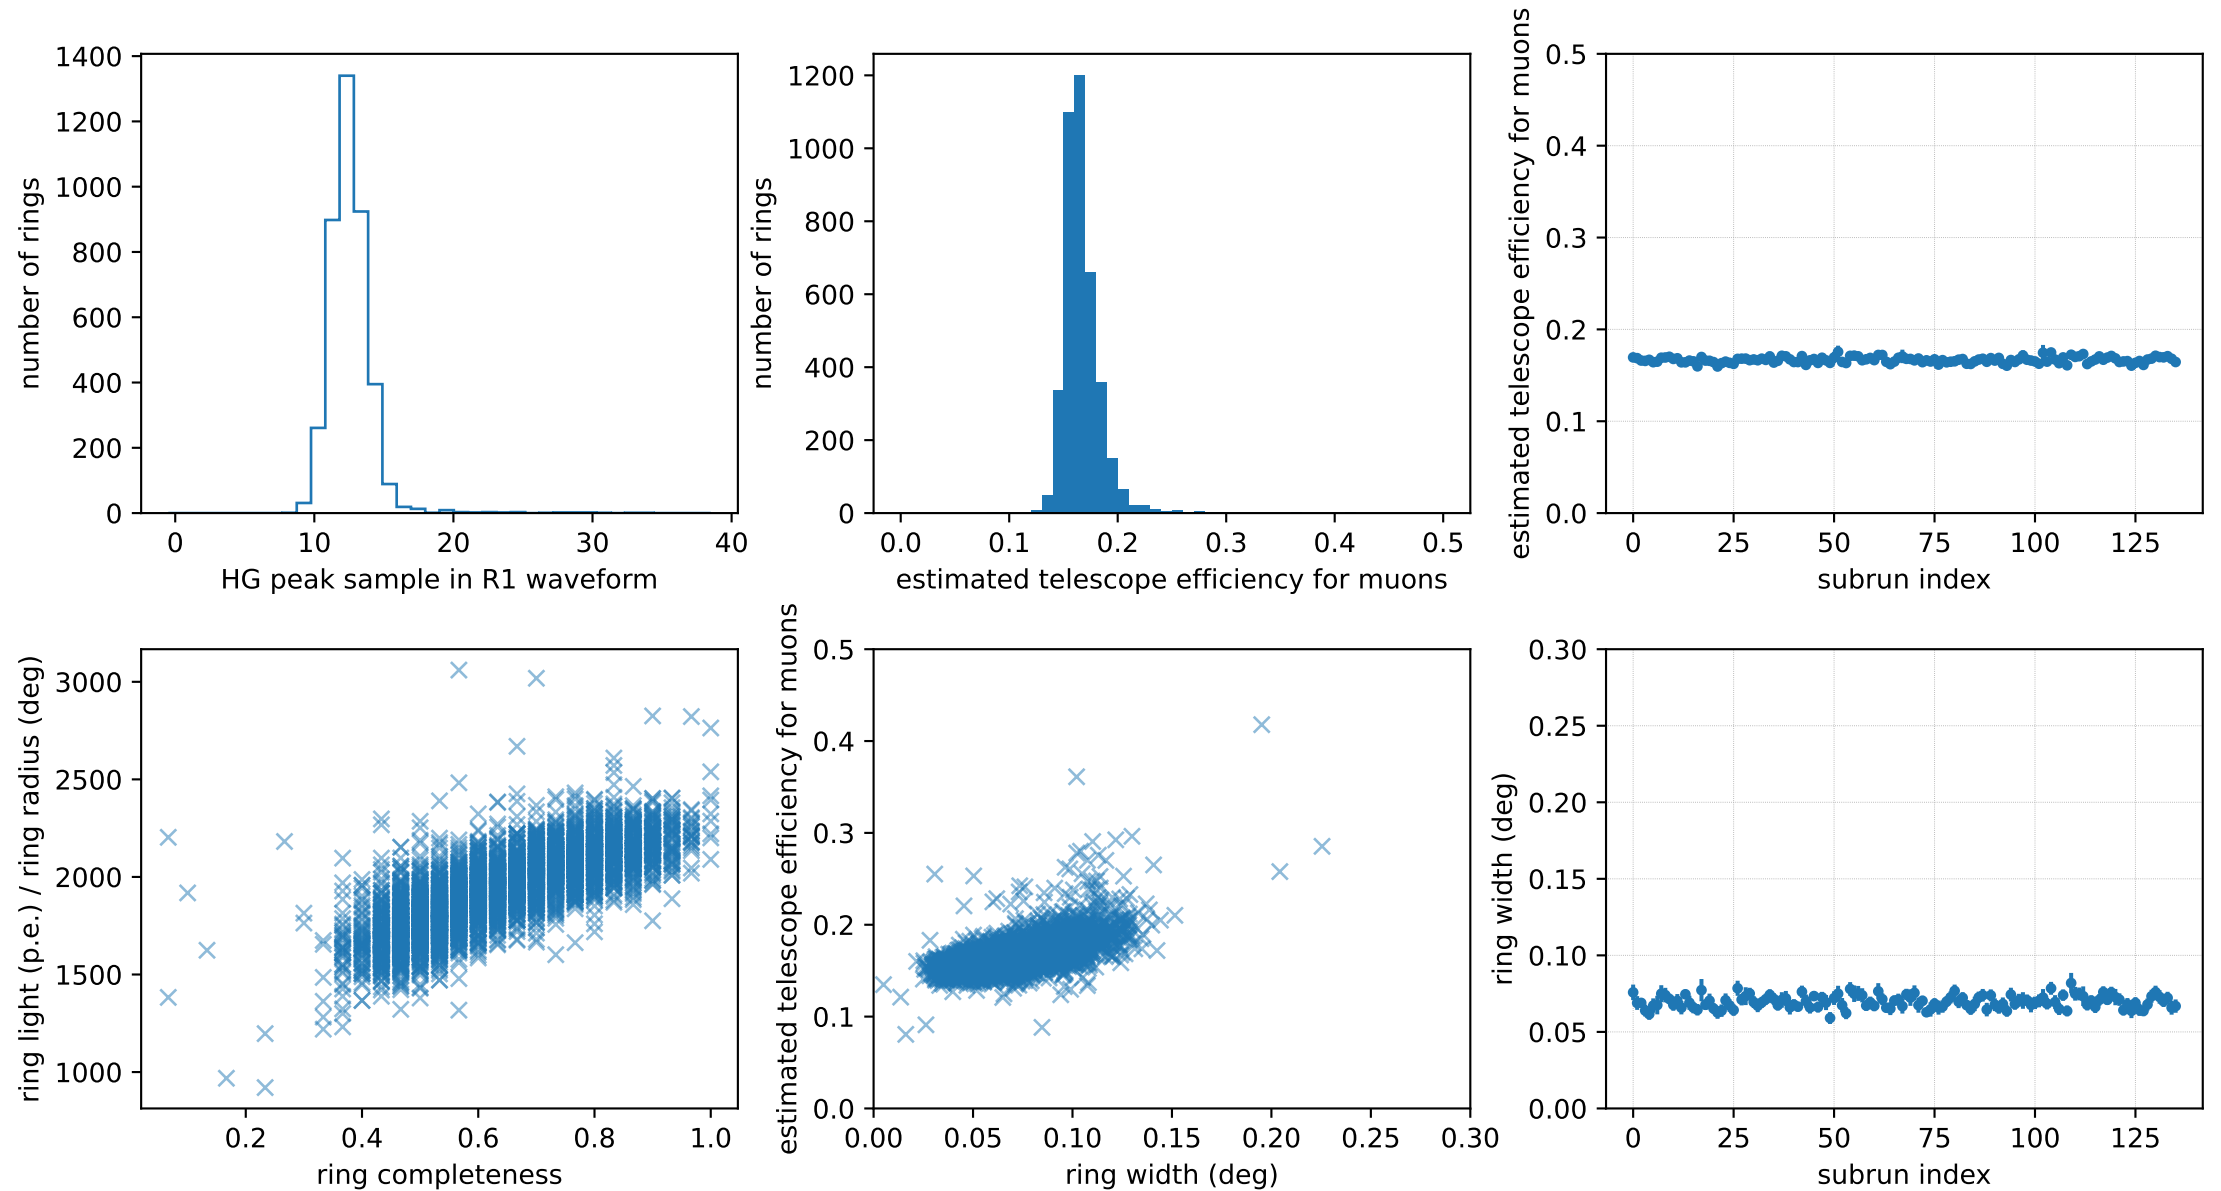 1400
1200
1000
800
600
400
200
0
number of rings
0 10 20 30 40
HG peak sample in R1 waveform
1200
1000
800
600
400
200
0
number of rings
0.0 0.1 0.2 0.3 0.4 0.5
estimated telescope efficiency for muons
0.5
0.4
0.3
0.2
0.1
0.0
estimated telescope efficiency for muons
0 25 50 75 100 125
subrun index
3000
2500
2000
1500
1000
ring light (p.e.) / ring radius (deg)
0.2 0.4 0.6 0.8 1.0
ring completeness
0.5
0.4
0.3
0.2
0.1
0.0
estimated telescope efficiency for muons
0.00 0.05 0.10 0.15 0.20 0.25 0.30
ring width (deg)
0.30
0.25
0.20
0.15
0.10
0.05
0.00
ring width (deg)
0 25 50 75 100 125
subrun index